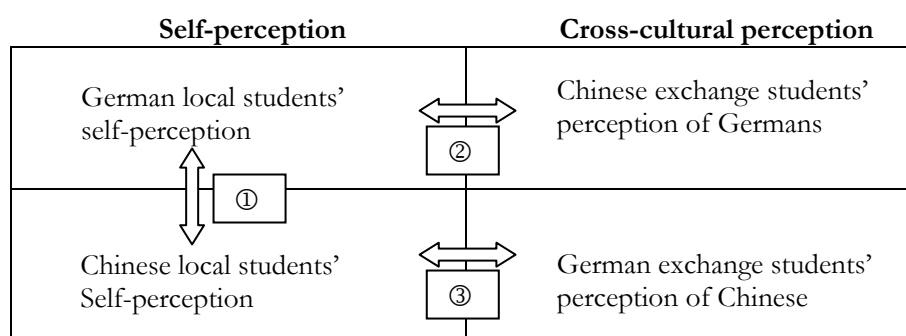 Self-perception
Cross-cultural perception
German local students’
self-perception
Chinese exchange students’
perception of Germans
②
①
Chinese local students’
Self-perception
German exchange students’
perception of Chinese
③